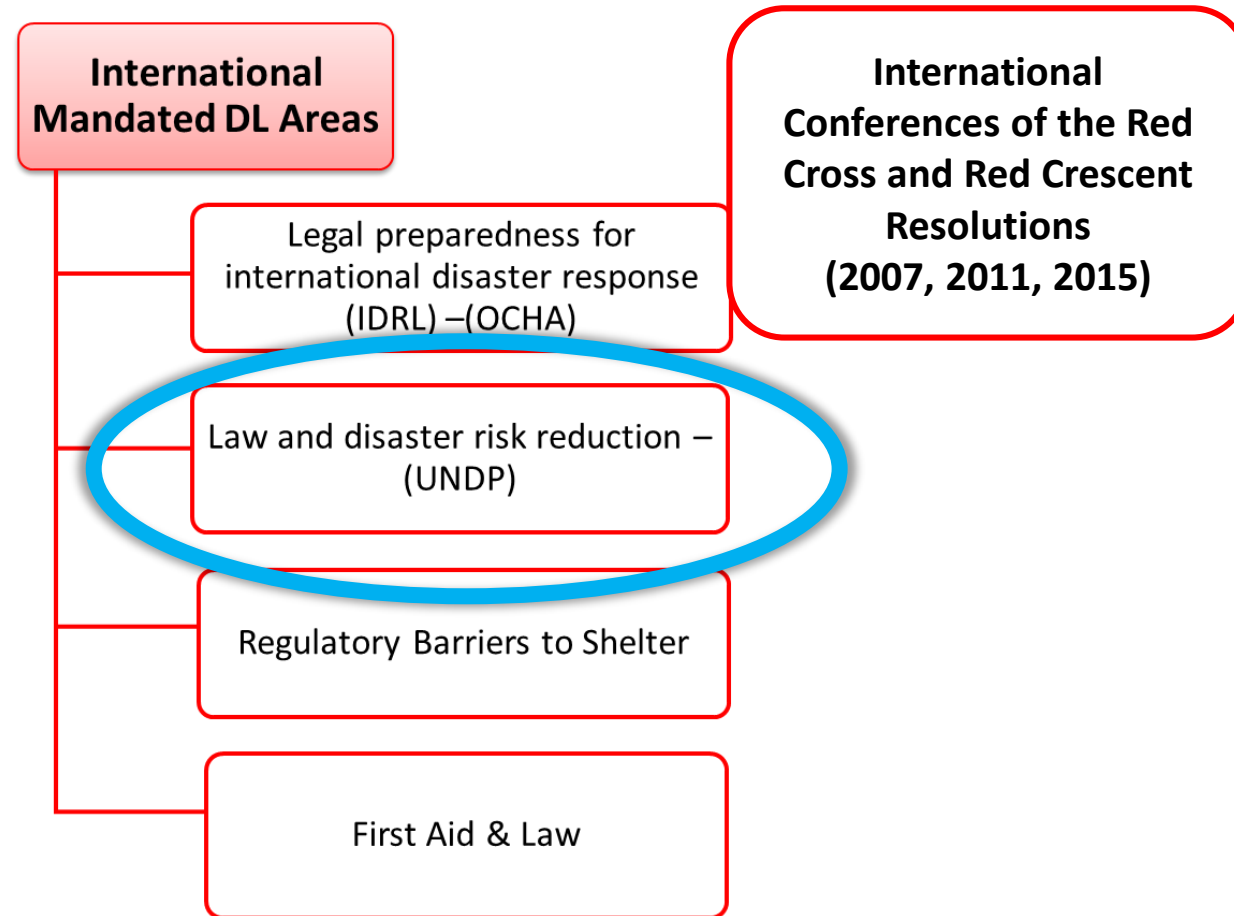 International
Mandated DL Areas
International
Conferences of the Red
Cross and Red Crescent
Resolutions
(2007, 2011, 2015)
Legal preparedness for
international disaster response
(IDRL) –(OCHA)
Law and disaster risk reduction –
(UNDP)
Regulatory Barriers to Shelter
First Aid & Law